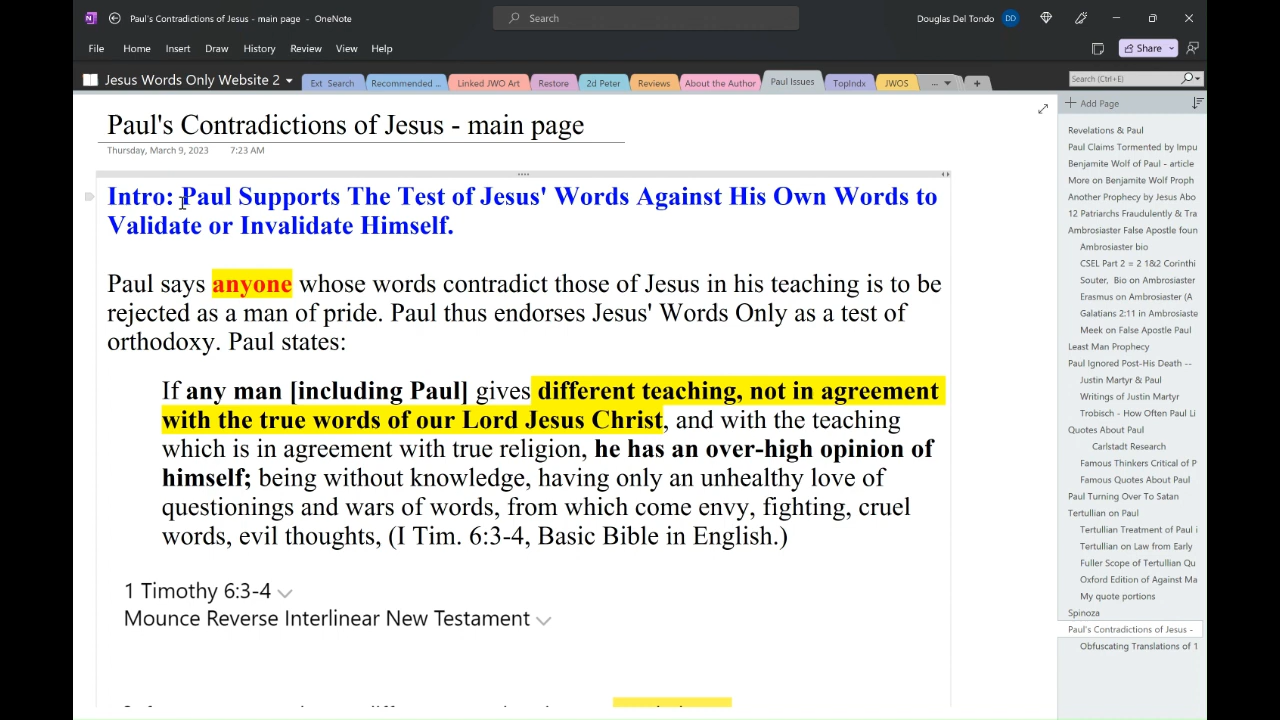 Paul's Contradictions of Jesus - main page - OneNote
Search
Douglas Del Tondo
DD
File Home Insert Draw History Review View Help
Share
Jesus Words Only Website 2
Ext Search
Recommended ...
Linked JWO Art
Restore
2d Peter
Reviews
About the Author
Paul Issues
TopIndx
JWOS
...
+
Search (Ctrl+E)
Paul's Contradictions of Jesus - main page
Thursday, March 9, 2023 7:23 AM
Intro: Paul Supports The Test of Jesus' Words Against His Own Words to
Validate or Invalidate Himself.
Paul says anyone whose words contradict those of Jesus in his teaching is to be
rejected as a man of pride. Paul thus endorses Jesus' Words Only as a test of
orthodoxy. Paul states:
If any man [including Paul] gives different teaching, not in agreement
with the true words of our Lord Jesus Christ, and with the teaching
which is in agreement with true religion, he has an over-high opinion of
himself; being without knowledge, having only an unhealthy love of
questionings and wars of words, from which come envy, fighting, cruel
words, evil thoughts, (I Tim. 6:3-4, Basic Bible in English.)
1 Timothy 6:3-4
Mounce Reverse Interlinear New Testament
+ Add Page
Revelations & Paul
Paul Claims Tormented by Impu
Benjamite Wolf of Paul - article
More on Benjamite Wolf Proph
Another Prophecy by Jesus Abo
12 Patriarchs Fraudulently & Tra
Ambrosiaster False Apostle foun
Ambrosiaster bio
CSEL Part 2 = 2 1&2 Corinthi
Souter, Bio on Ambrosiaster
Erasmus on Ambrosiaster (A
Galatians 2:11 in Ambrosiaste
Meek on False Apostle Paul
Least Man Prophecy
Paul Ignored Post-His Death --
Justin Martyr & Paul
Writings of Justin Martyr
Trobisch - How Often Paul Li
Quotes About Paul
Carlstadt Research
Famous Thinkers Critical of P
Famous Quotes About Paul
Paul Turning Over To Satan
Tertullian on Paul
Tertullian Treatment of Paul i
Tertullian on Law from Early
Fuller Scope of Tertullian Qu
Oxford Edition of Against Ma
My quote portions
Spinoza
Paul's Contradictions of Jesus -
Obfuscating Translations of 1